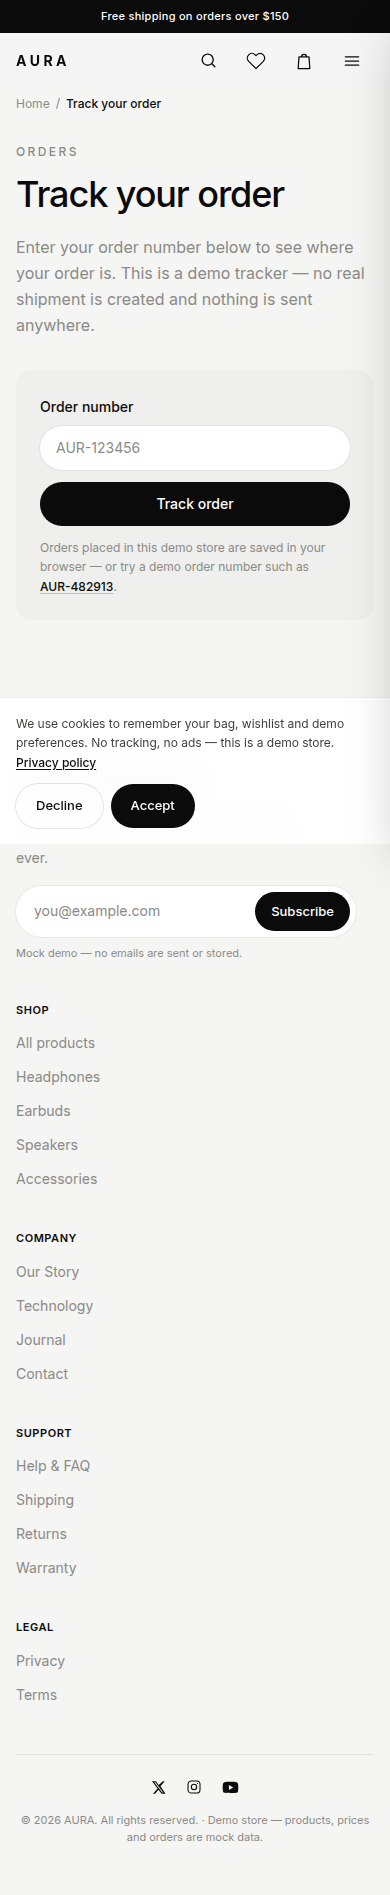 Free shipping on orders over $150
AURA
Home / Track your order
ORDERS
Track your order
Enter your order number below to see where
your order is. This is a demo tracker — no real
shipment is created and nothing is sent
anywhere.
Order number
AUR-123456
Track order
Orders placed in this demo store are saved in your
browser — or try a demo order number such as
AUR-482913.
We use cookies to remember your bag, wishlist and demo
preferences. No tracking, no ads — this is a demo store.
Privacy policy
Decline
Accept
ever.
you@example.com
Subscribe
Mock demo — no emails are sent or stored.
SHOP
All products
Headphones
Earbuds
Speakers
Accessories
COMPANY
Our Story
Technology
Journal
Contact
SUPPORT
Help & FAQ
Shipping
Returns
Warranty
LEGAL
Privacy
Terms
© 2026 AURA. All rights reserved. · Demo store — products, prices
and orders are mock data.